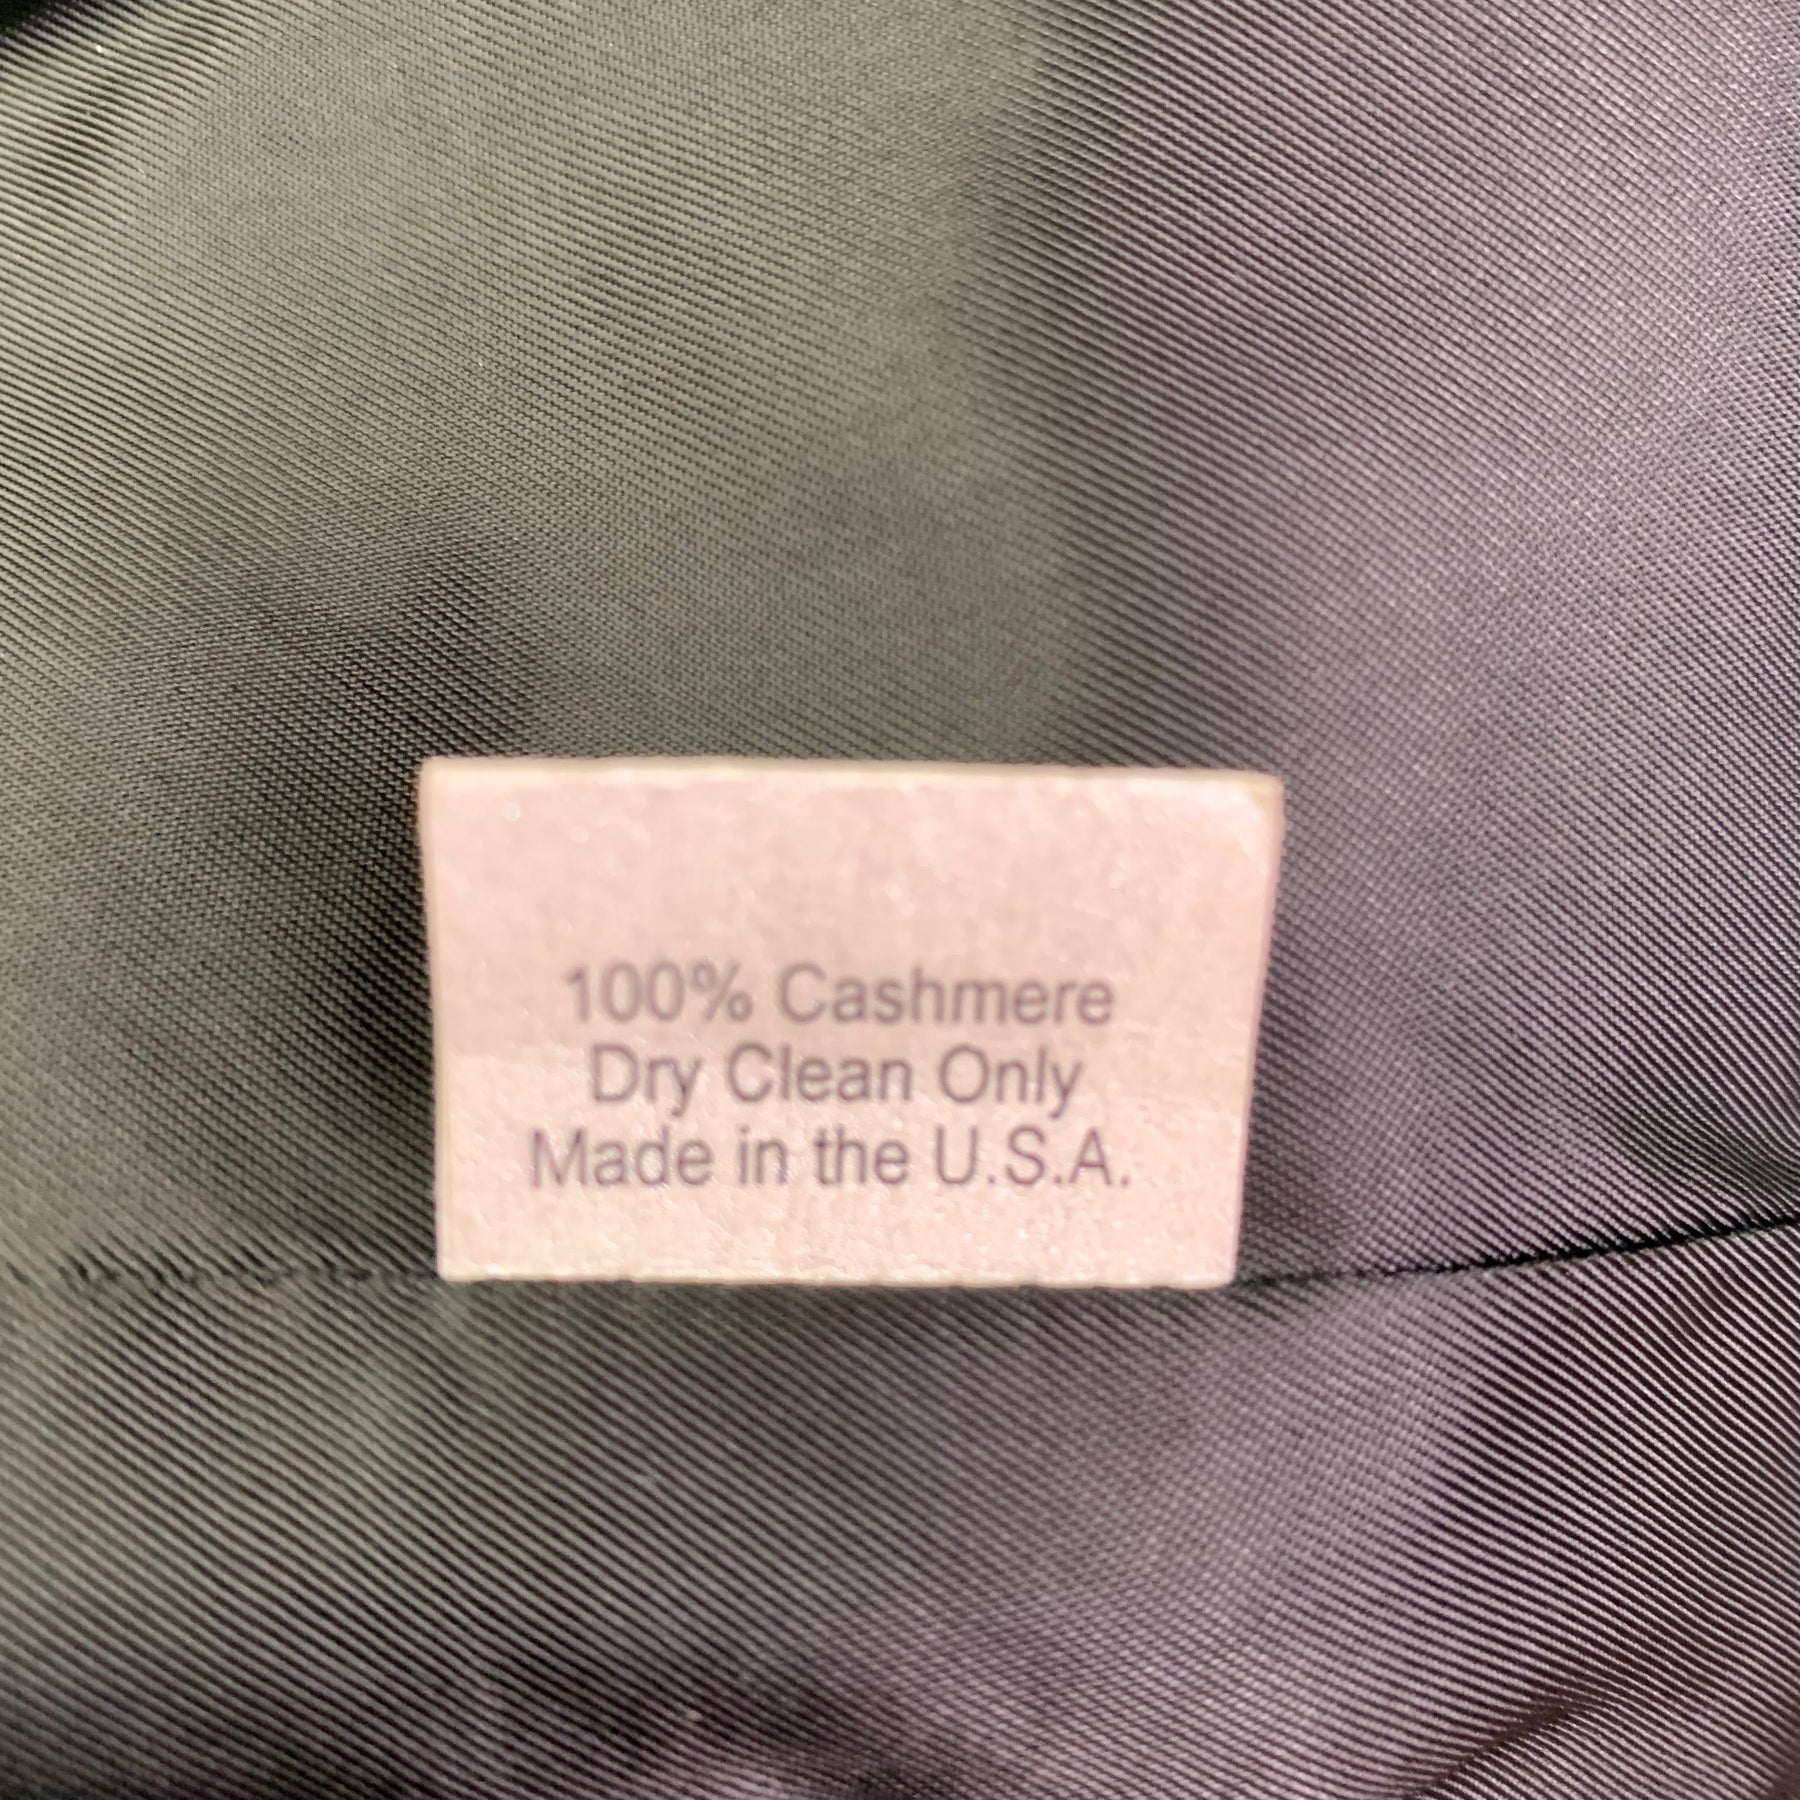 100% Cashmere
Dry Clean Only
Made in the U.S.A.